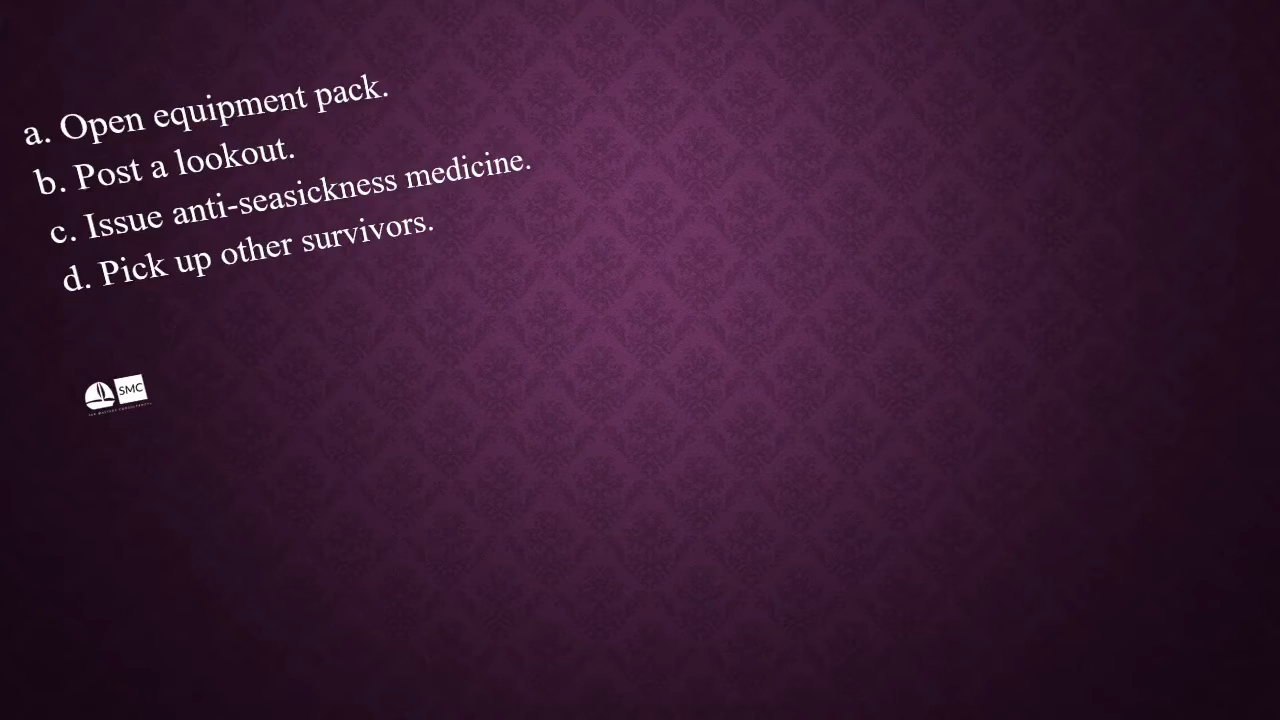 a. Open equipment pack.
b. Post a lookout.
c. Issue anti-seasickness medicine.
d. Pick up other survivors.
SMC